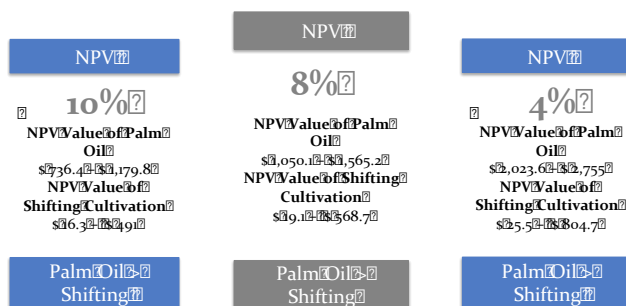 NPV
10%
NPV Value of Palm
Oil
$ 736.4 – $ 1,179.8
NPV Value of
Shifting Cultivation
$ 16.3 – $ 491
Palm Oil >
Shifting
NPV
8%
NPV Value of Palm
Oil
$ 1,050.1 – $ 1,565.2
NPV Value of Shifting
Cultivation
$ 19.1 – $ 568.7
Palm Oil >
Shifting
NPV
4%
NPV Value of Palm
Oil
$ 2,023.6 – $ 2,755
NPV Value of
Shifting Cultivation
$ 25.5 – $ 804.7
Palm Oil >
Shifting